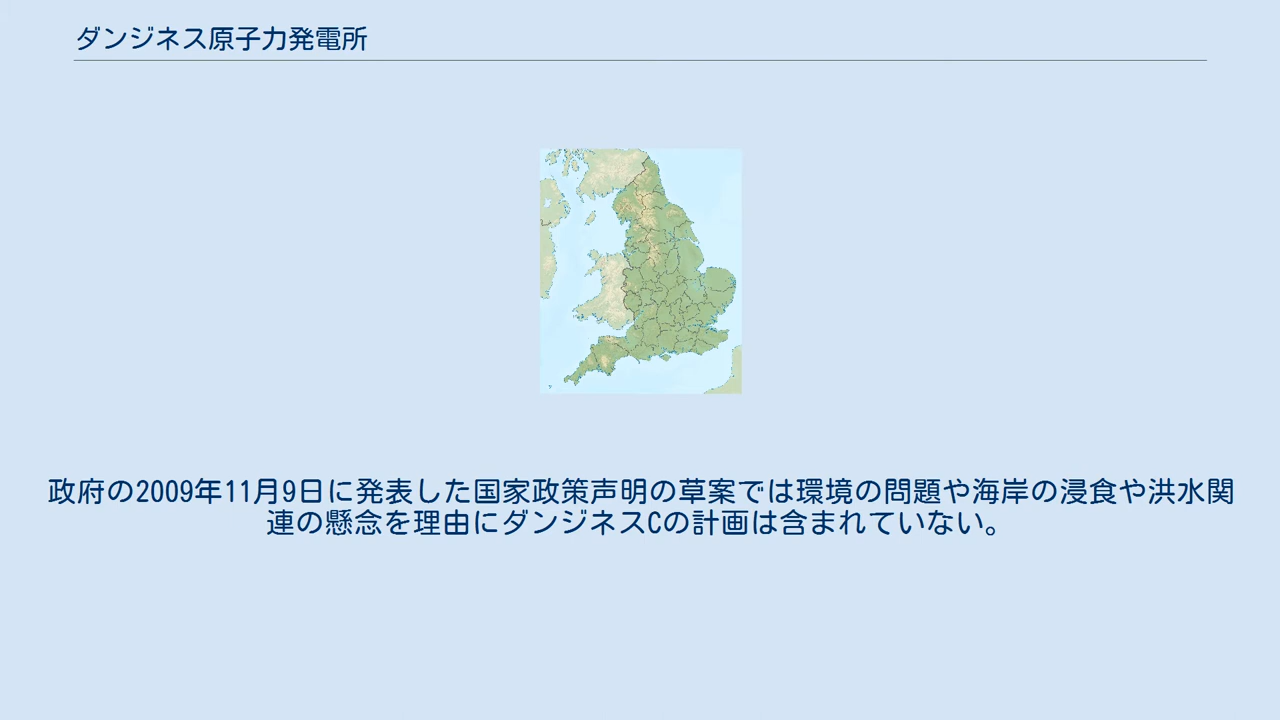 ダンジネス原子力発電所
政府の2009年11月9日に発表した国家政策声明の草案では環境の問題や海岸の浸食や洪水関
連の懸念を理由にダンジネスCの計画は含まれていない。